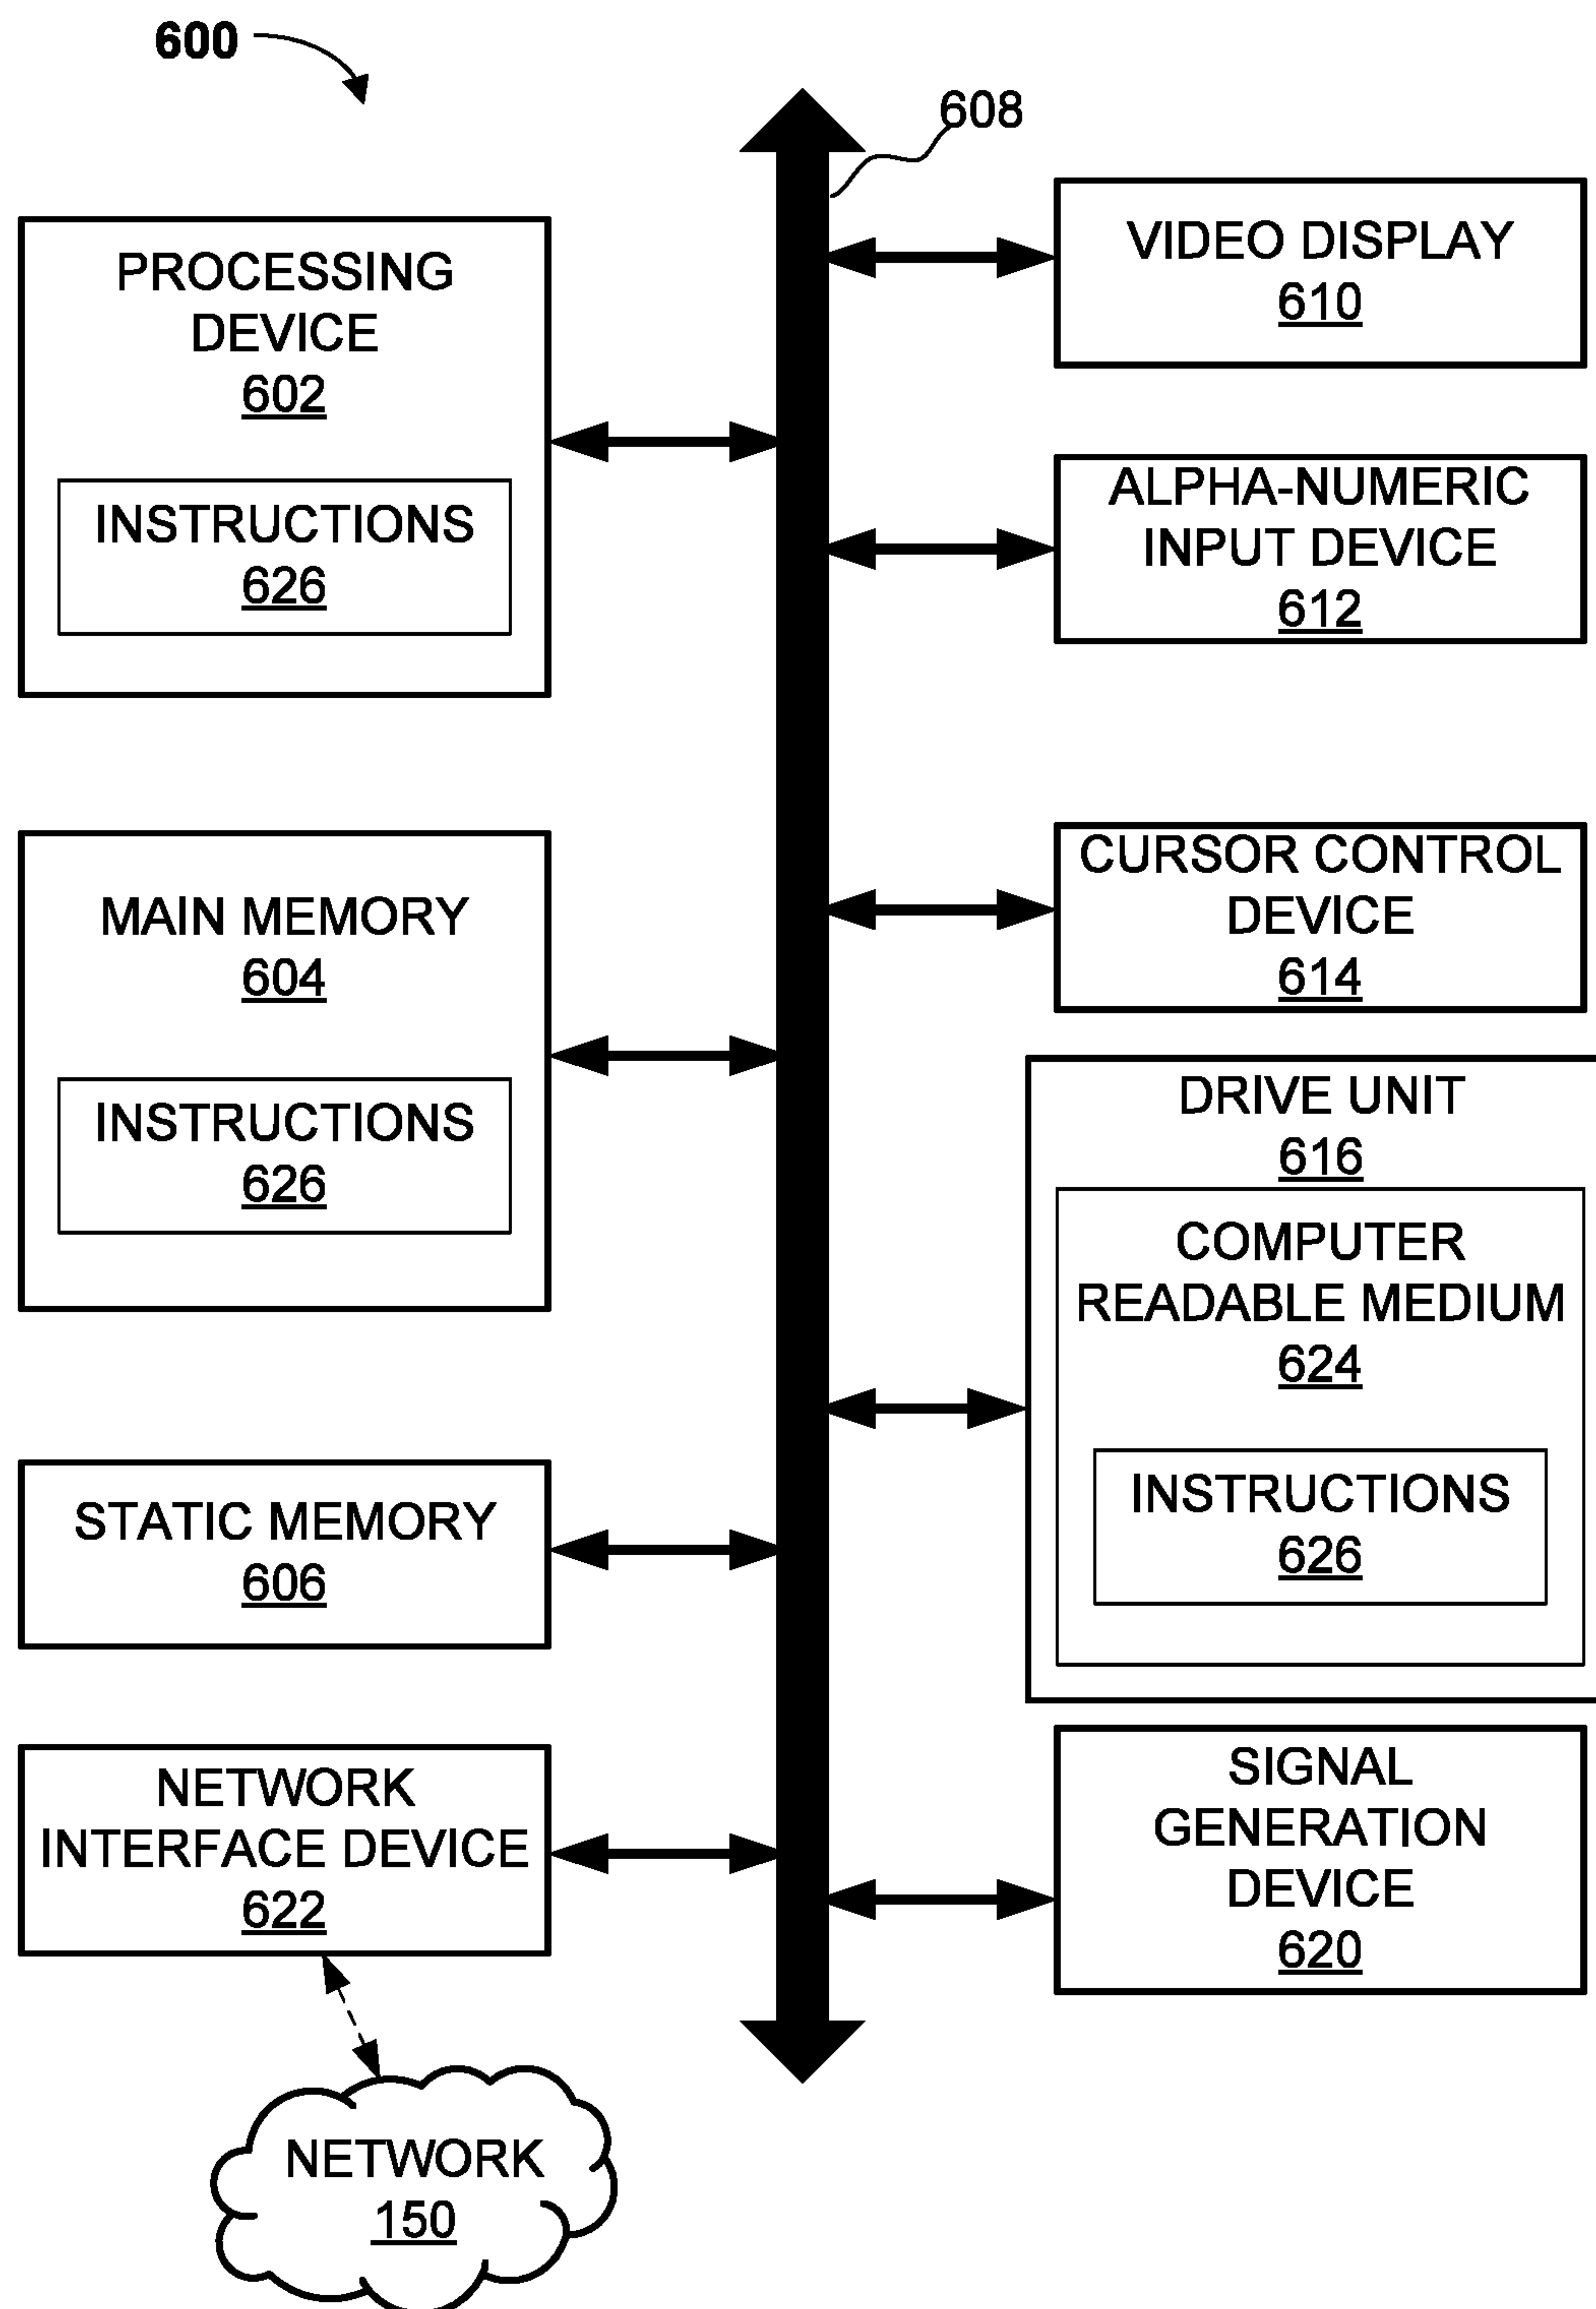 600
608
PROCESSING
DEVICE
602
INSTRUCTIONS
626
MAIN MEMORY
604
INSTRUCTIONS
626
STATIC MEMORY
606
NETWORK
INTERFACE DEVICE
622
NETWORK
150
VIDEO DISPLAY
610
ALPHA-NUMERIC
INPUT DEVICE
612
CURSOR CONTROL
DEVICE
614
DRIVE UNIT
616
COMPUTER
READABLE MEDIUM
624
INSTRUCTIONS
626
SIGNAL
GENERATION
DEVICE
620